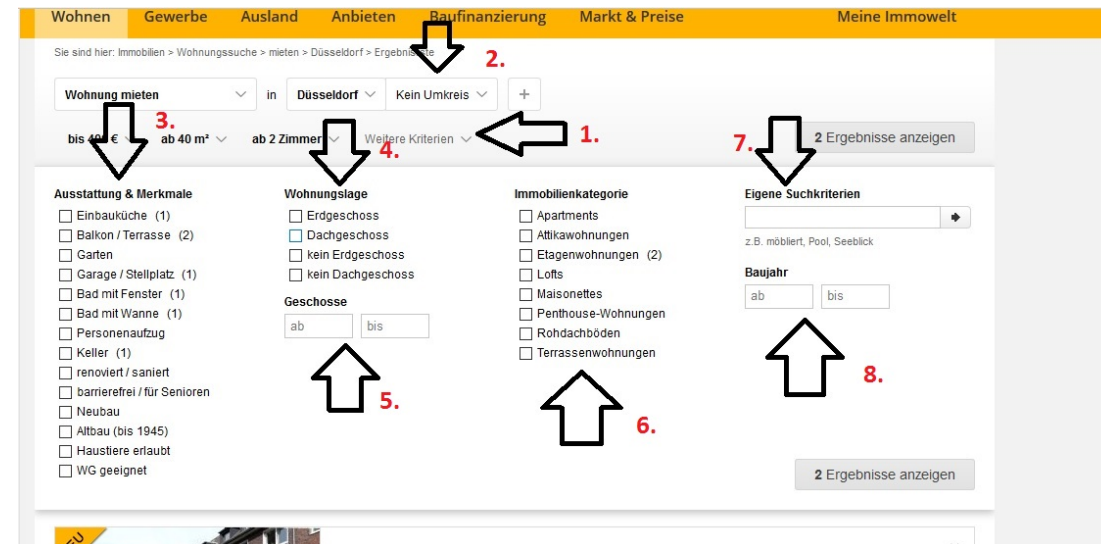 Wohnen Gewerbe Ausland Anbieten Baufinanzierung Markt & Preise Meine Immowelt
Sie sind hier: Immobilien > Wohnungssuche > mieten > Düsseldorf >
2.
Wohnung mieten in Düsseldorf Kein Umkreis +
3.
bis € ab 40 m² ab 2 Zimmer Weitere Kriterien 1. 7. 2 Ergebnisse anzeigen
4.
Ausstattung & Merkmale
Einbauküche (1)
Balkon / Terrasse (2)
Garten
Garage / Stellplatz (1)
Bad mit Fenster (1)
Bad mit Wanne (1)
Personenaufzug
Keller (1)
renoviert / saniert
barrierefrei / für Senioren
Neubau
Altbau (bis 1945)
Haustiere erlaubt
WG geeignet
Wohnungslage
Erdgeschoss
Dachgeschoss
kein Erdgeschoss
kein Dachgeschoss
Geschosse
ab bis
5.
Immobilienkategorie
Apartments
Attikawohnungen
Etagenwohnungen (2)
Lofts
Maisonettes
Penthouse-Wohnungen
Rohdachböden
Terrassenwohnungen
6.
Eigene Suchkriterien
z.B. möbliert, Pool, Seeblick
Baujahr
ab bis
8.
2 Ergebnisse anzeigen